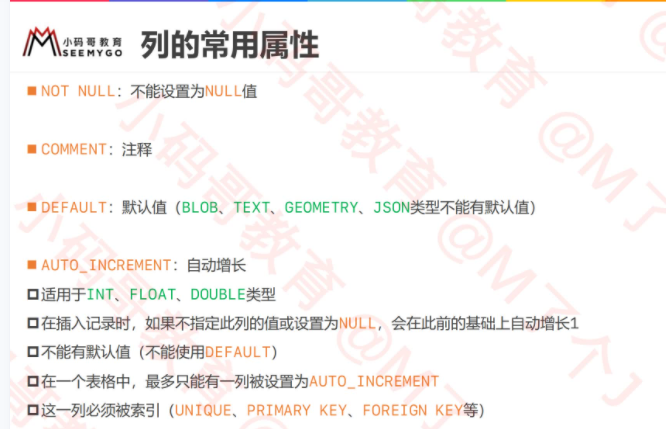 小码哥教育
SEEMYGO
列的常用属性
NOT NULL：不能设置为NULL值
COMMENT：注释
DEFAULT：默认值（BLOB、TEXT、GEOMETRY、JSON类型不能有默认值）
AUTO_INCREMENT：自动增长
适用于INT、FLOAT、DOUBLE类型
在插入记录时，如果不指定此列的值或设置为NULL，会在此前的基础上自动增长1
不能有默认值（不能使用DEFAULT）
在一个表格中，最多只能有一列被设置为AUTO_INCREMENT
这一列必须被索引（UNIQUE、PRIMARY KEY、FOREIGN KEY等）
小码哥教育 @M了个J